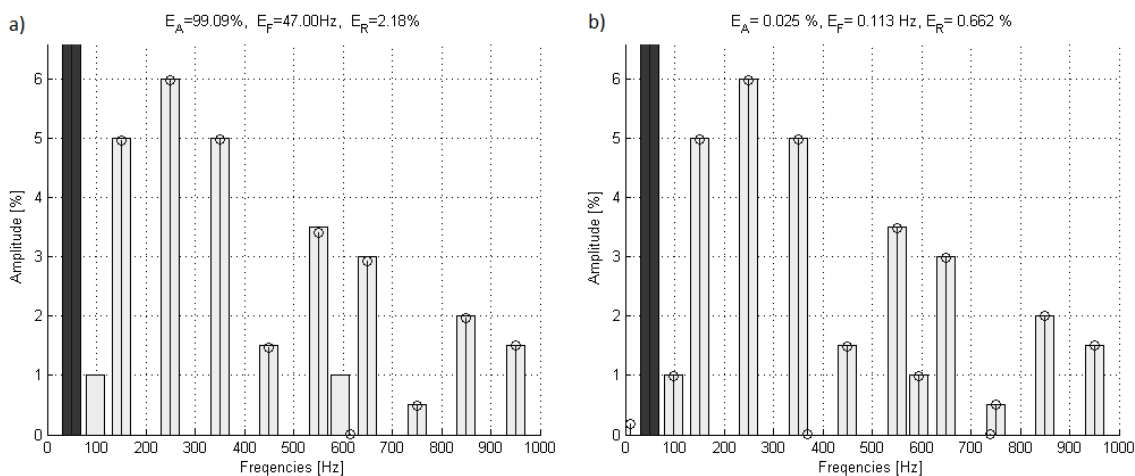 a)
E_A=99.09%, E_F=47.00Hz, E_R=2.18%
Amplitude [%]
6
5
4
3
2
1
0
100 200 300 400 500 600 700 800 900 1000
Freqencies [Hz]
b)
E_A= 0.025 %, E_F= 0.113 Hz, E_R= 0.662 %
Amplitude [%]
6
5
4
3
2
1
0
0 100 200 300 400 500 600 700 800 900 1000
Freqencies [Hz]